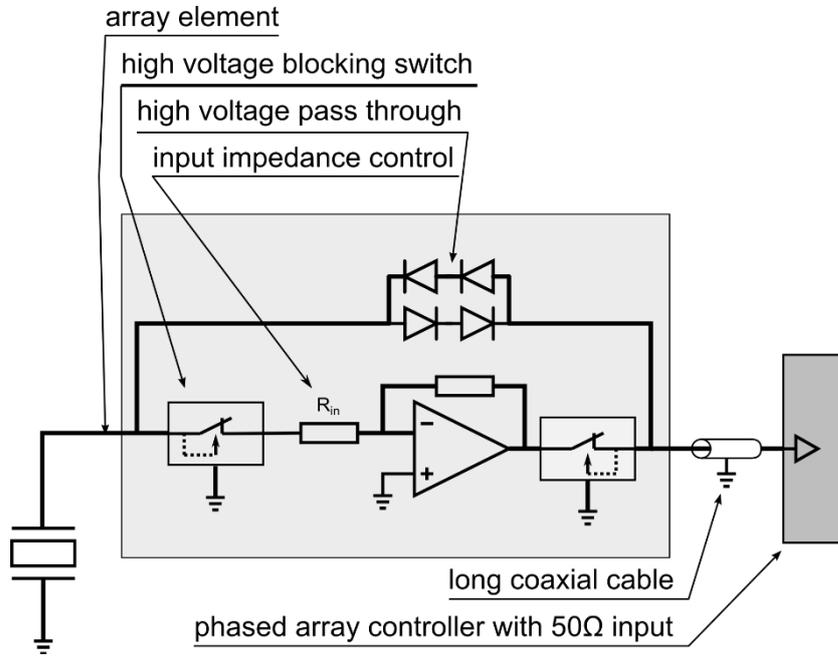 array element
high voltage blocking switch
high voltage pass through
input impedance control
Rin
−
+
long coaxial cable
phased array controller with 50Ω input